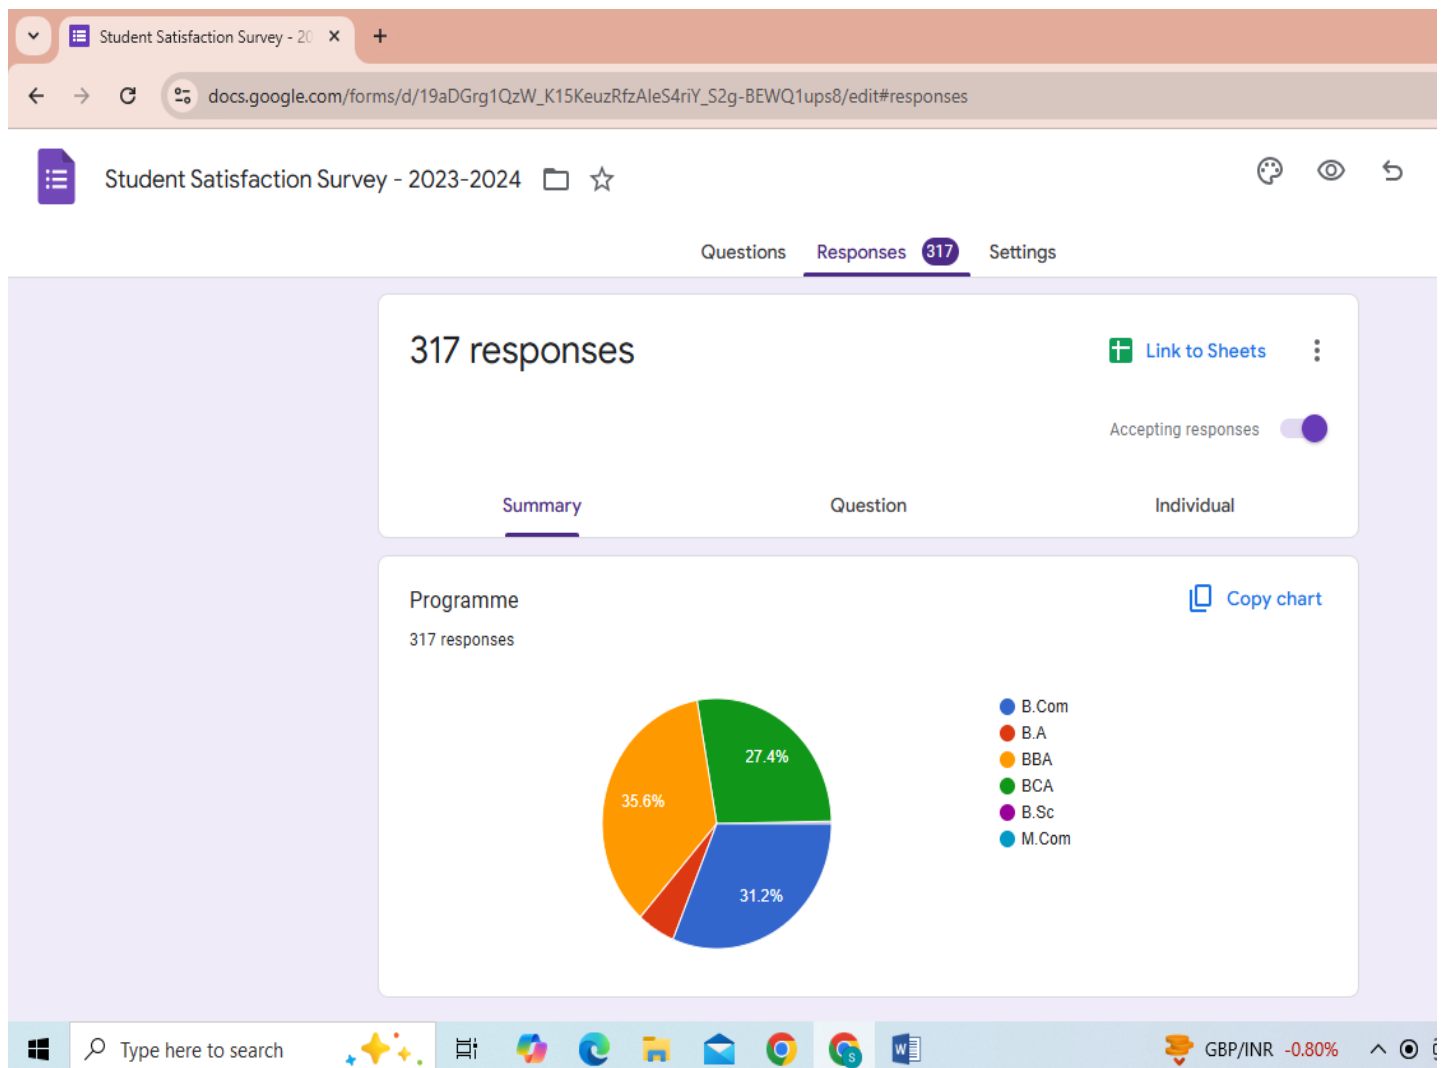 Student Satisfaction Survey - 20
docs.google.com/forms/d/19aDGrg1QzW_K15KeuzRfzAleS4riY_S2g-BEWQ1ups8/edit#responses
Student Satisfaction Survey - 2023-2024
Questions Responses 317 Settings
317 responses
Link to Sheets
Accepting responses
Summary Question Individual
Programme
Copy chart
317 responses
B.Com
B.A
BBA
BCA
B.Sc
M.Com
27.4%
35.6%
31.2%
Type here to search
GBP/INR -0.80%